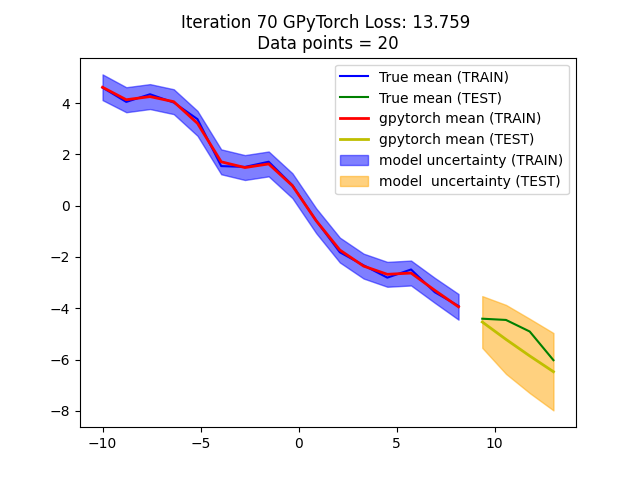 Iteration 70 GPyTorch Loss: 13.759
Data points = 20
True mean (TRAIN)
True mean (TEST)
gpytorch mean (TRAIN)
gpytorch mean (TEST)
model uncertainty (TRAIN)
model  uncertainty (TEST)
4
2
0
−2
−4
−6
−8
−10 −5 0 5 10